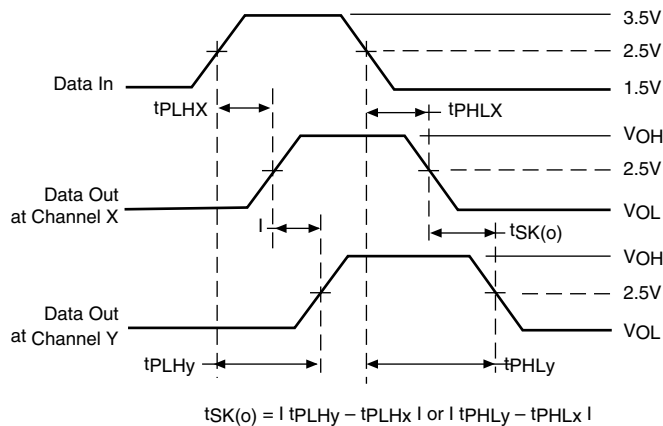 3.5V
2.5V
Data In
1.5V
tPLHX
tPHLX
VOH
2.5V
Data Out
at Channel X
VOL
I
tSK(o)
VOH
2.5V
Data Out
at Channel Y
VOL
tPLHy
tPHLy
tSK(o) = I tPLHy – tPLHx I or I tPHLy – tPHLx I